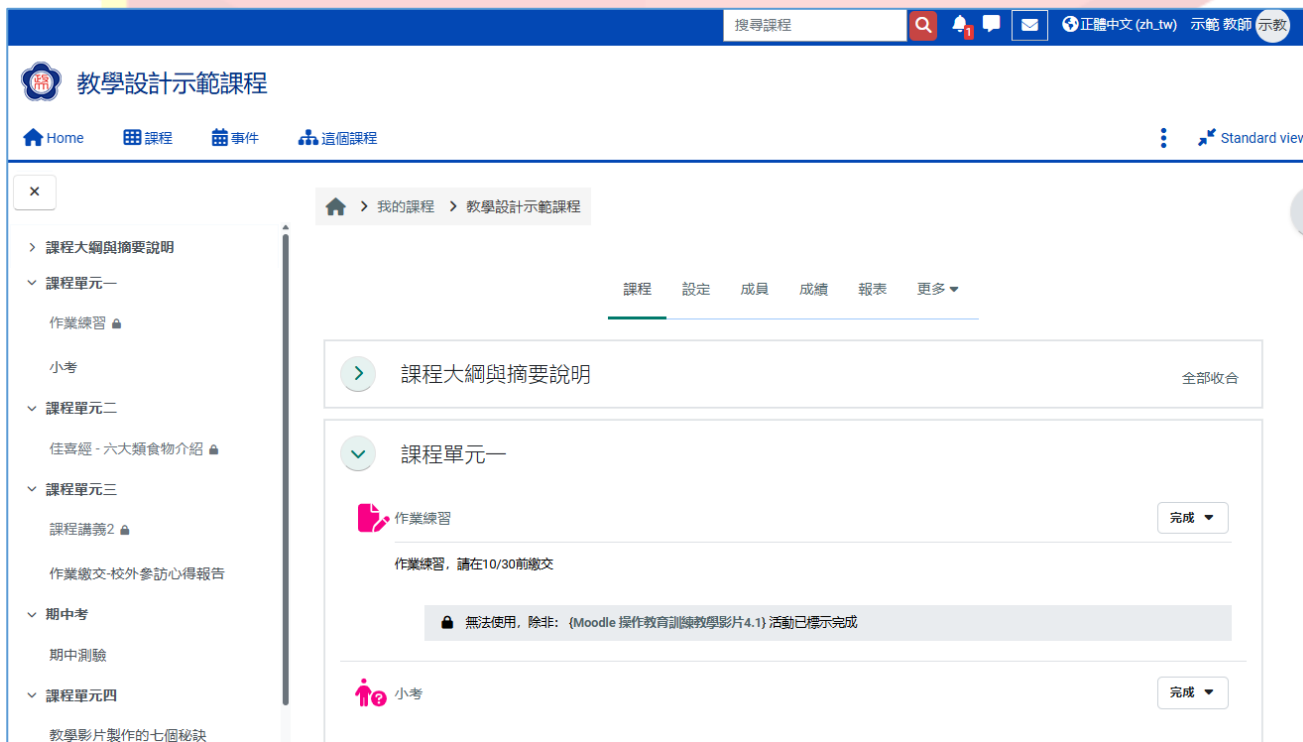 搜尋課程
1
正體中文 (zh_tw)
示範 教師
示教
教學設計示範課程
Home
課程
事件
這個課程
Standard view
我的課程
教學設計示範課程
課程大綱與摘要說明
課程單元一
作業練習
小考
課程單元二
佳喜經 - 六大類食物介紹
課程單元三
課程講義2
作業繳交-校外參訪心得報告
期中考
期中測驗
課程單元四
教學影片製作的七個秘訣
課程
設定
成員
成績
報表
更多
課程大綱與摘要說明
全部收合
課程單元一
作業練習
完成
作業練習，請在10/30前繳交
無法使用，除非： {Moodle 操作教育訓練教學影片4.1} 活動已標示完成
小考
完成